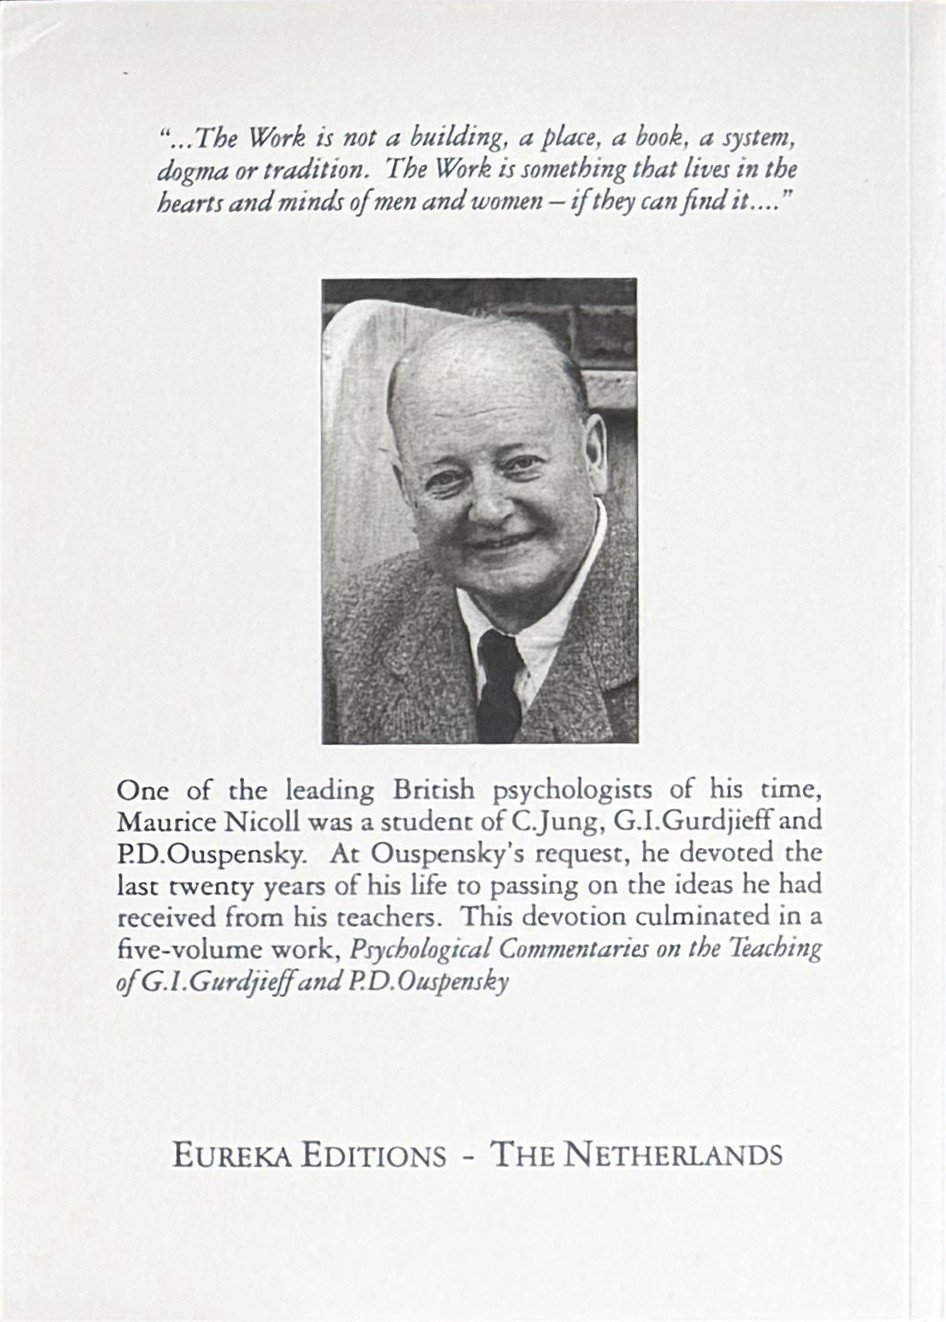 “...The Work is not a building, a place, a book, a system,
dogma or tradition. The Work is something that lives in the
hearts and minds of men and women – if they can find it....”
One of the leading British psychologists of his time,
Maurice Nicoll was a student of C.Jung, G.I.Gurdjieff and
P.D.Ouspensky. At Ouspensky’s request, he devoted the
last twenty years of his life to passing on the ideas he had
received from his teachers. This devotion culminated in a
five-volume work, Psychological Commentaries on the Teaching
of G.I.Gurdjieff and P.D.Ouspensky
EUREKA EDITIONS - THE NETHERLANDS